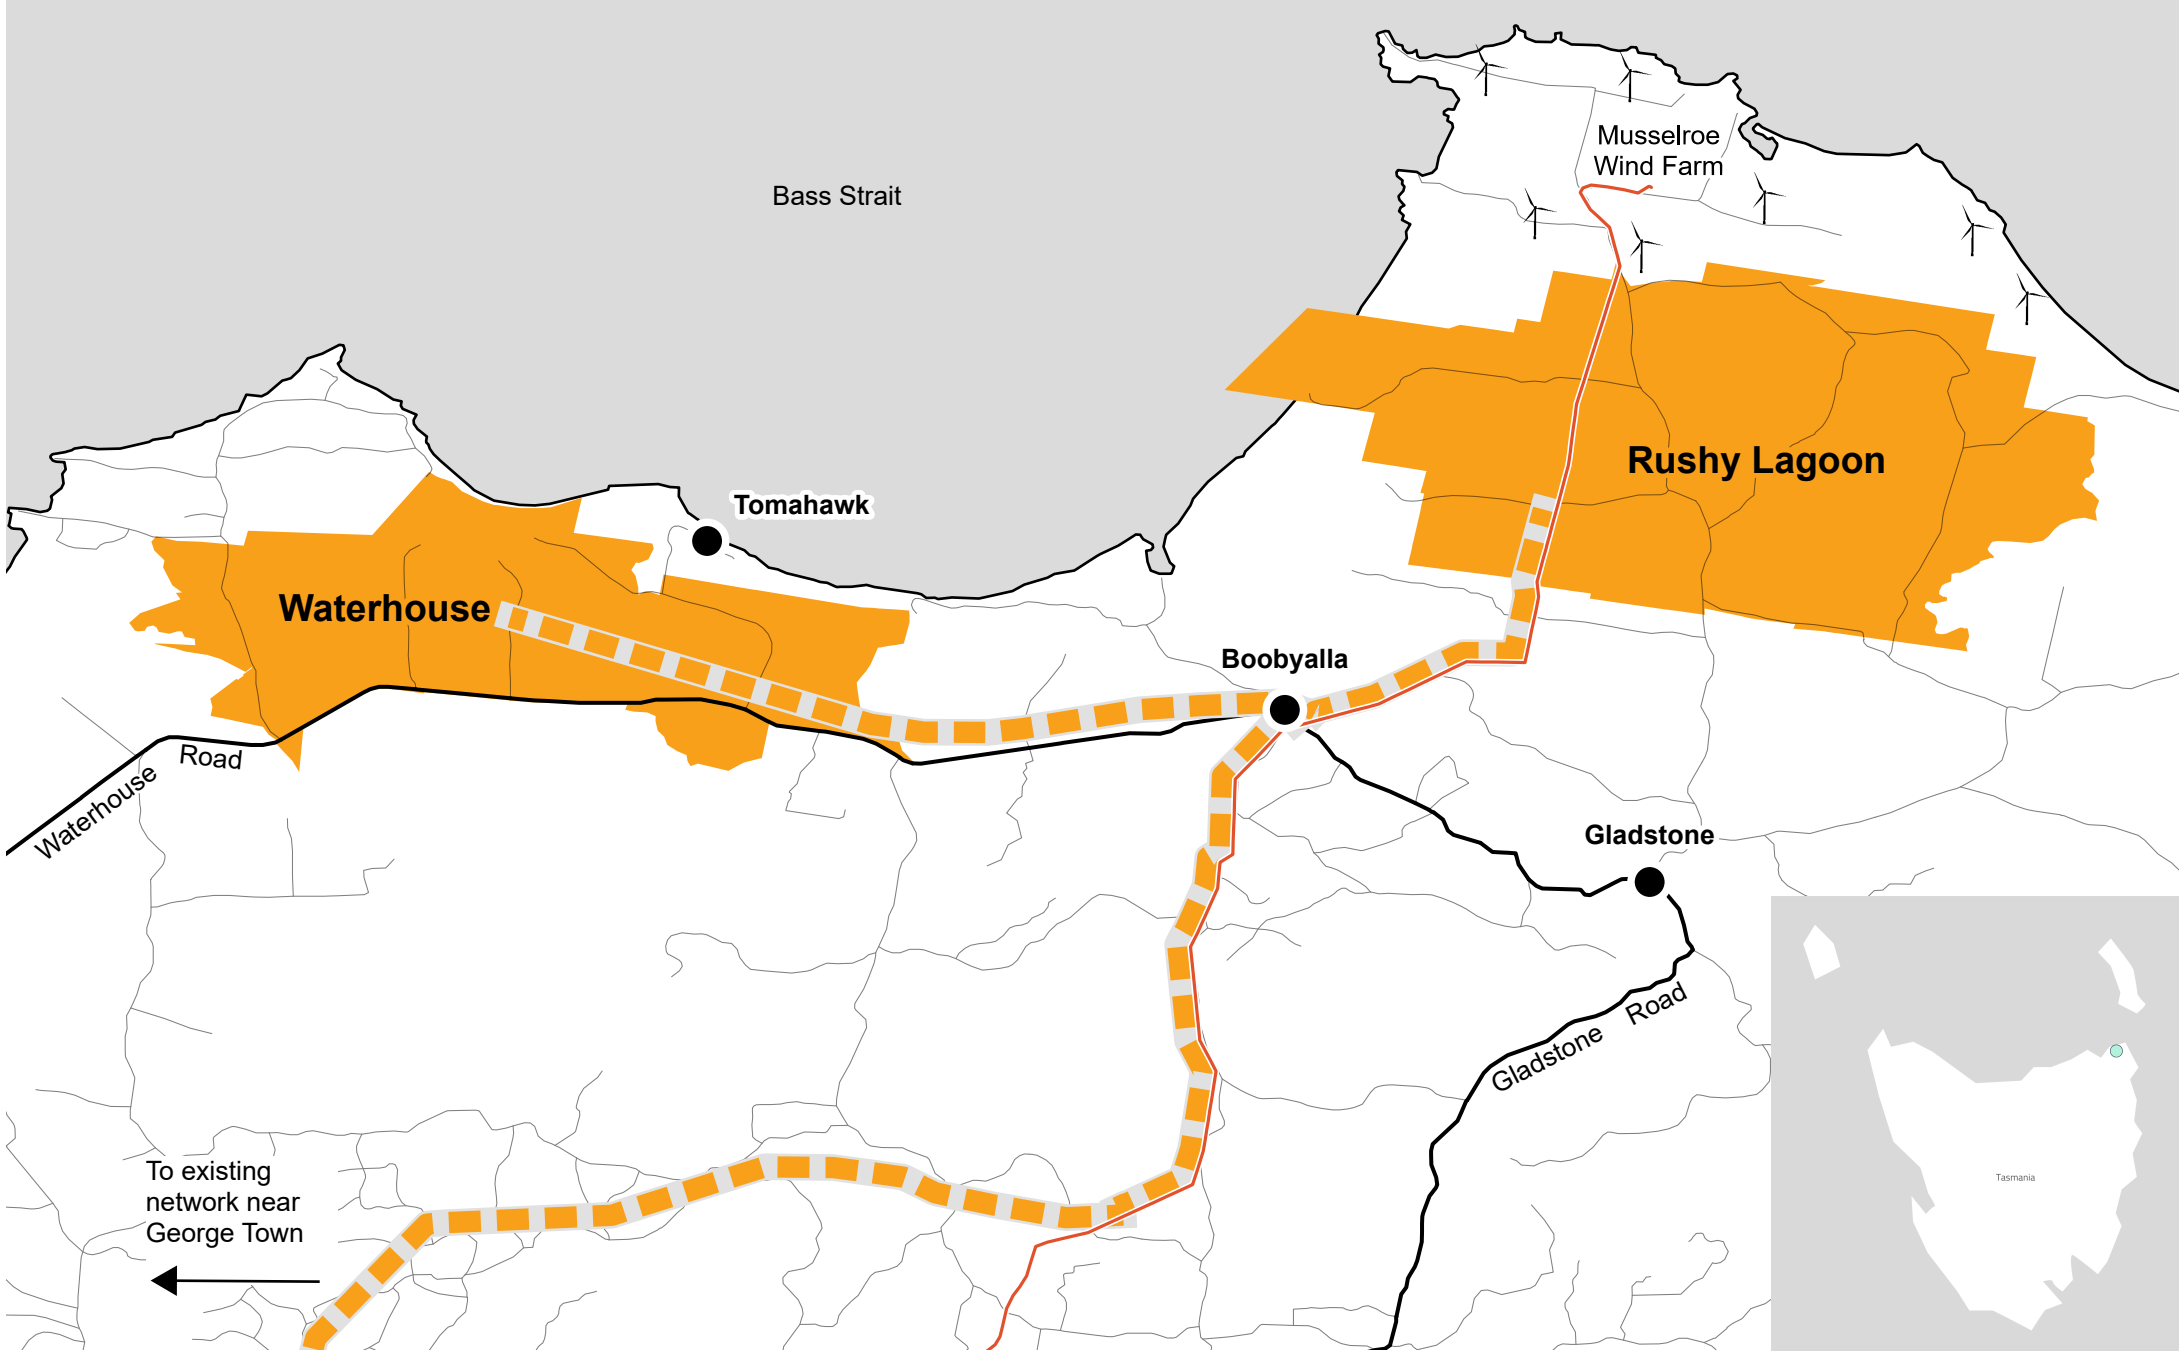 Musselroe
Wind Farm
Bass Strait
Rushy Lagoon
Tomahawk
Waterhouse
Boobyalla
Waterhouse Road
Gladstone
Gladstone Road
To existing
network near
George Town
Tasmania